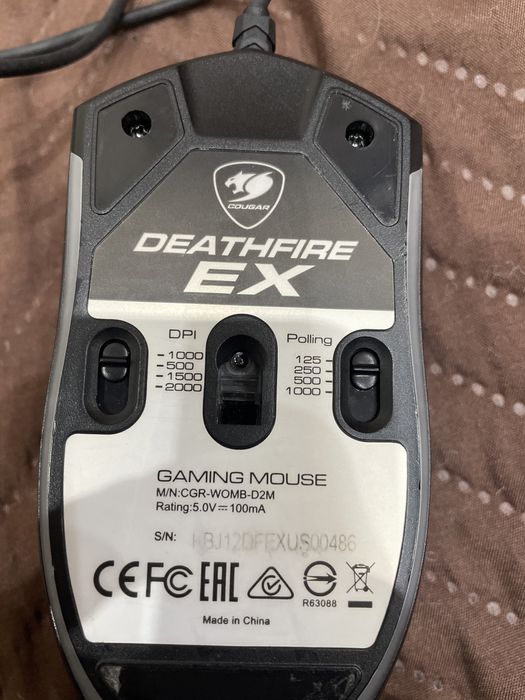 COUGAR
DEATHFIRE
EX
DPI
-1000
-500
-1500
-2000
Polling
125
250
500
1000
GAMING MOUSE
M/N:CGR-WOMB-D2M
Rating:5.0V⎓100mA
S/N: KBJ12DFEXUS00486
CE FC EAC
R63088
Made in China